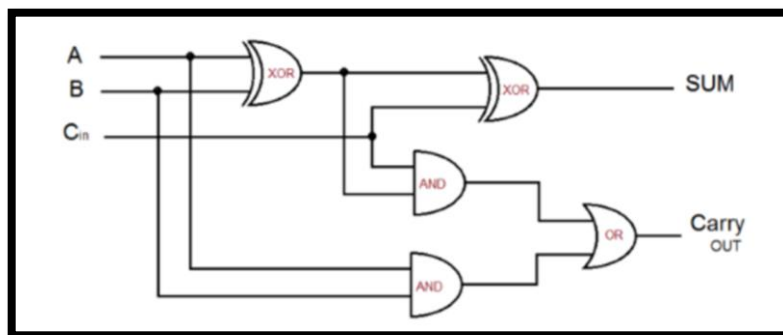 A
XOR
XOR
SUM
B
Cin
AND
OR
Carry
OUT
AND